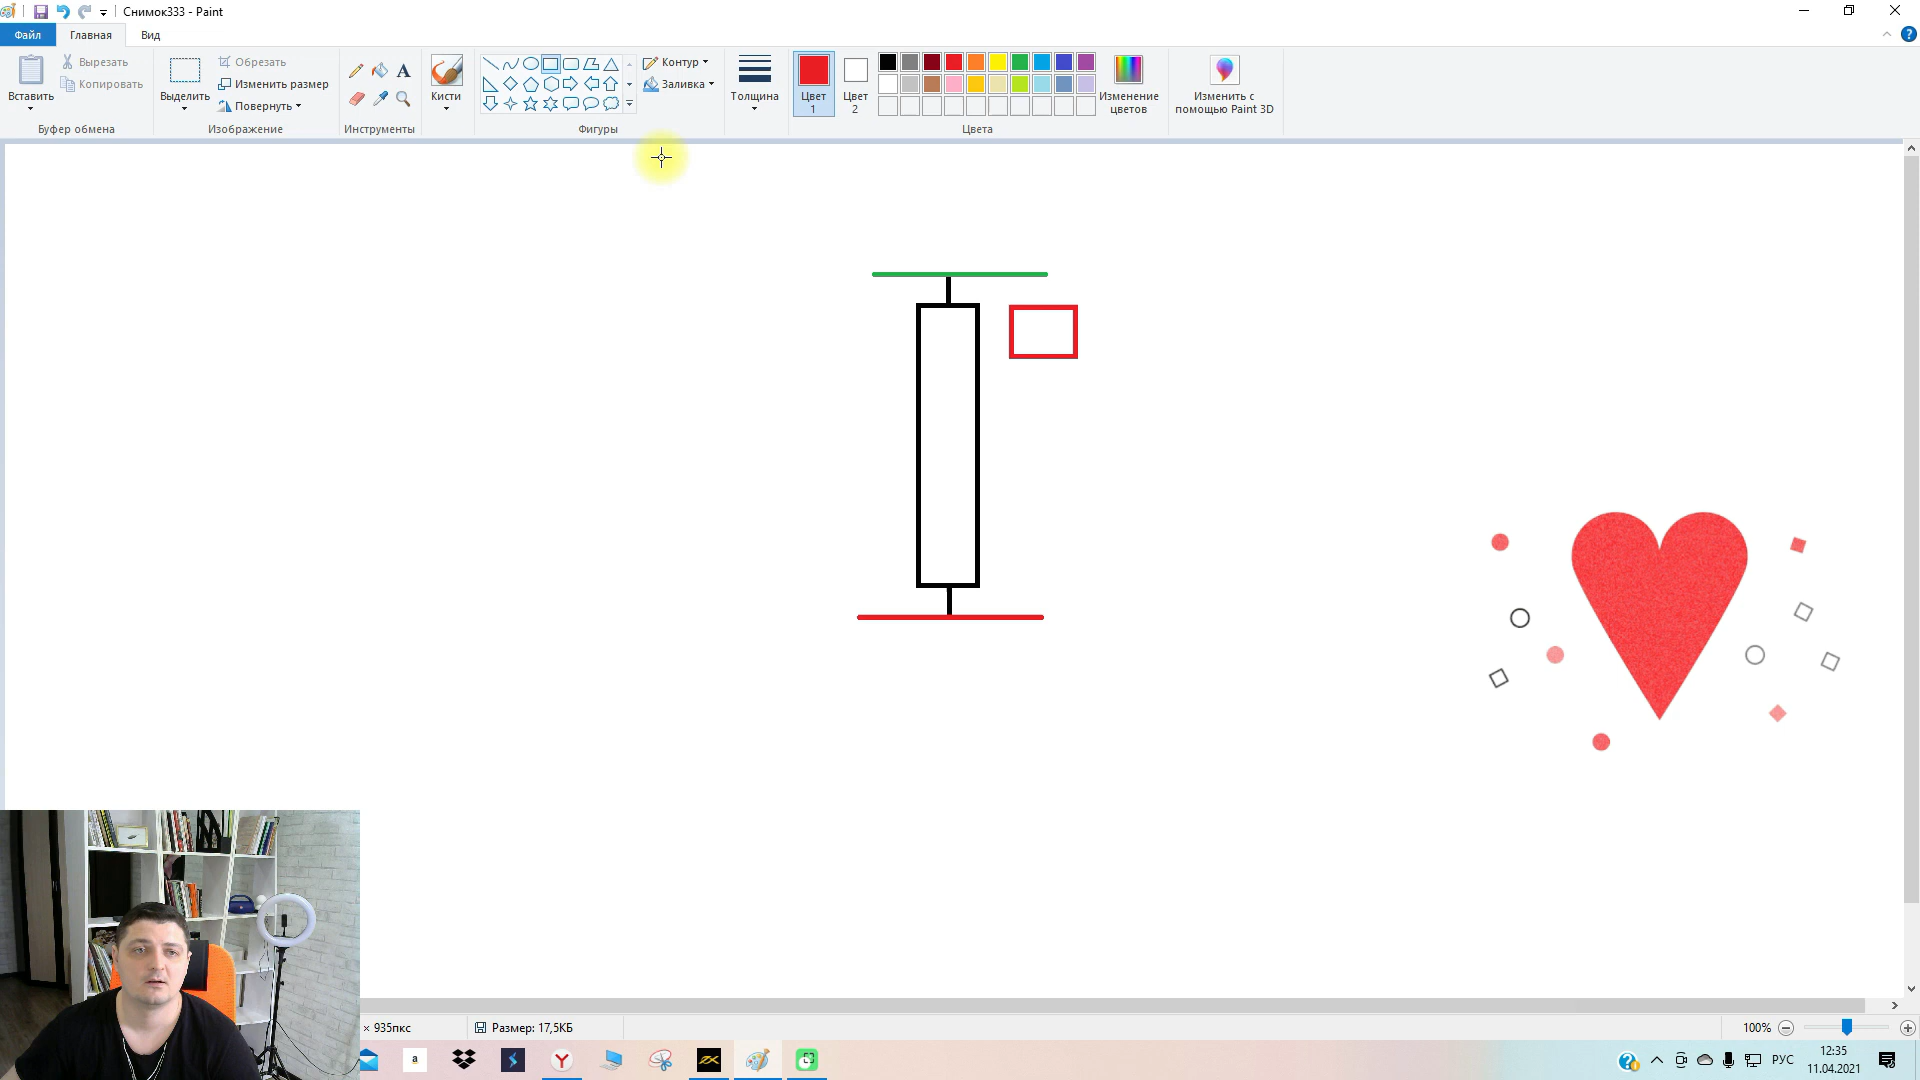 Снимок333 - Paint
Файл
Главная
Вид
Вставить
Вырезать
Копировать
Буфер обмена
Выделить
Обрезать
Изменить размер
Повернуть
Изображение
A
Инструменты
Кисти
Фигуры
Контур
Заливка
Толщина
Цвет
1
Цвет
2
Цвета
Изменение
цветов
Изменить с
помощью Paint 3D
× 935пкс
Размер: 17,5КБ
100%
a
Y
РУС
12:35
11.04.2021